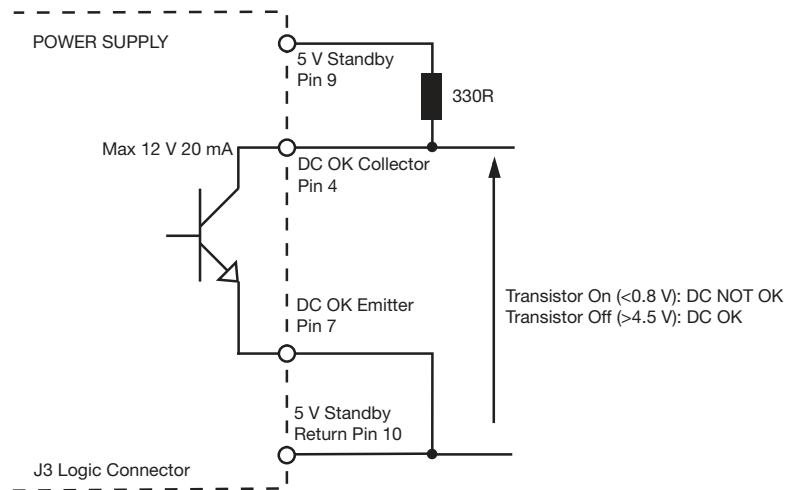 POWER SUPPLY
5 V Standby
Pin 9
330R
Max 12 V 20 mA
DC OK Collector
Pin 4
DC OK Emitter
Pin 7
Transistor On (<0.8 V): DC NOT OK
Transistor Off (>4.5 V): DC OK
5 V Standby
Return Pin 10
J3 Logic Connector